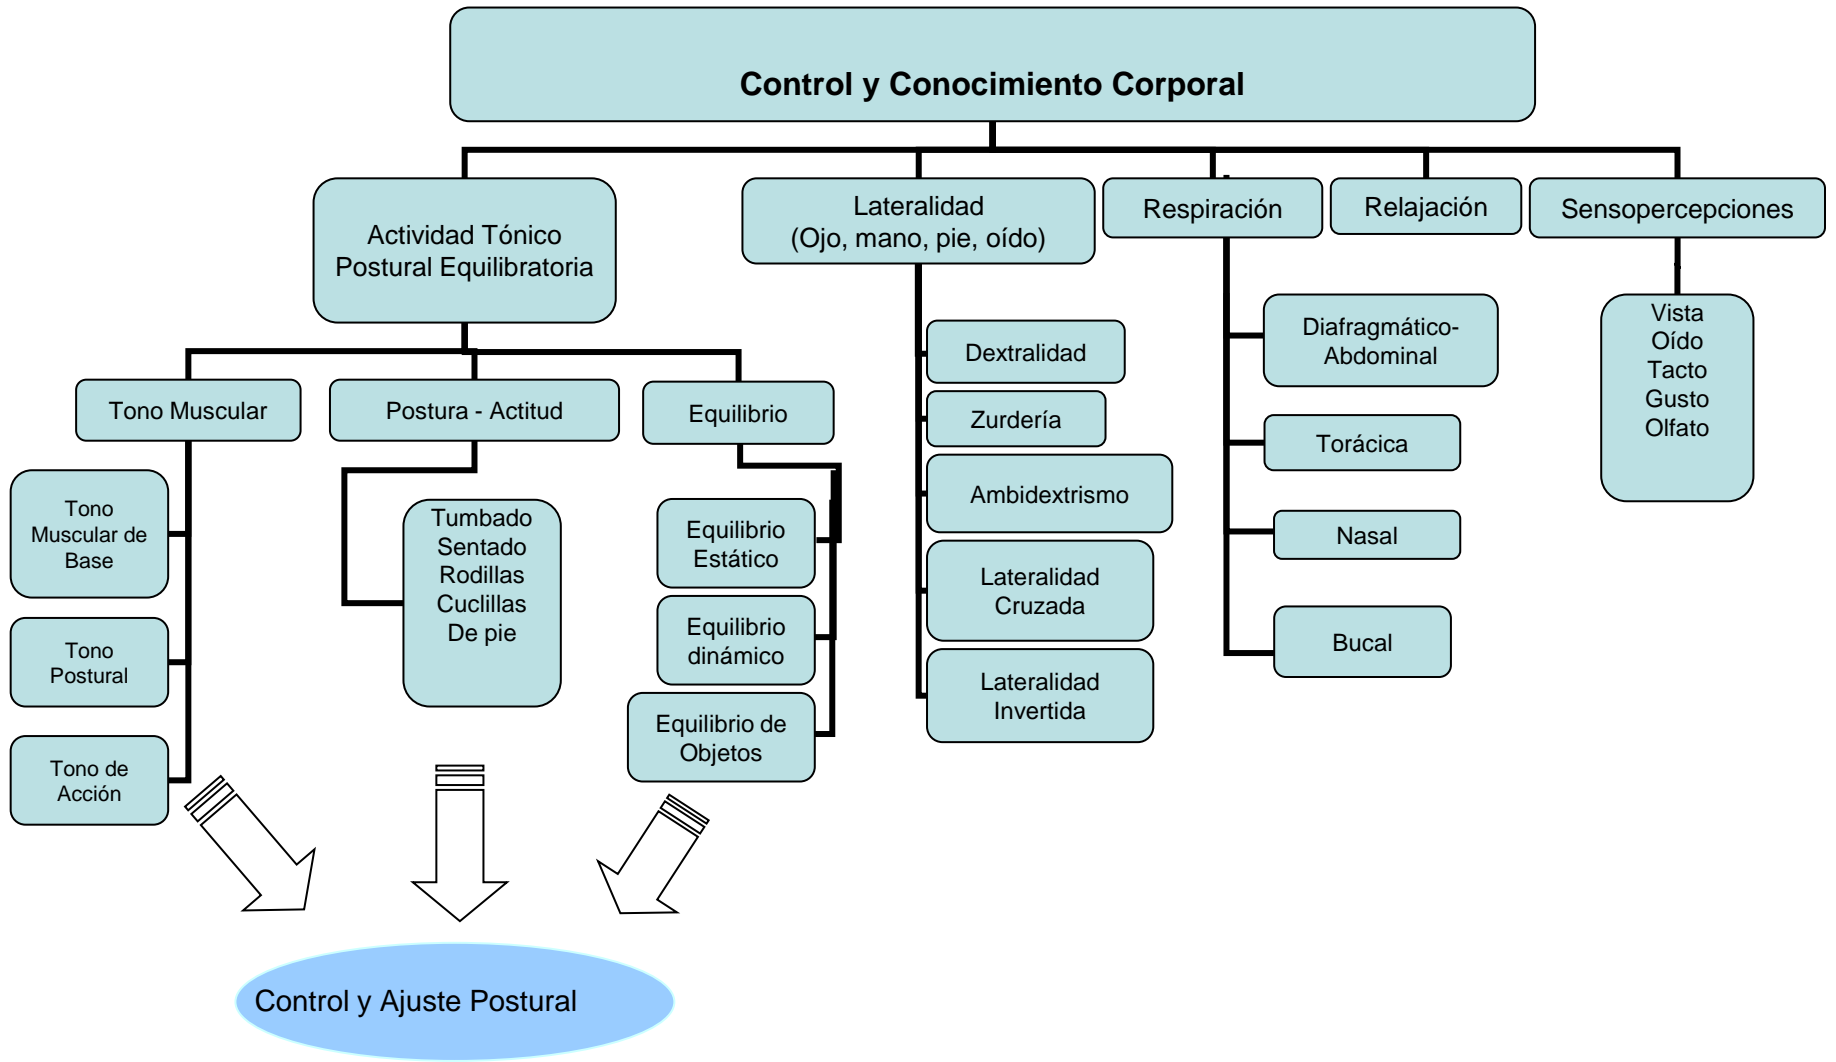 Control y Conocimiento Corporal
Actividad Tónico
Postural Equilibratoria
Lateralidad
(Ojo, mano, pie, oído)
Respiración
Relajación
Sensopercepciones
Tono Muscular
Postura - Actitud
Equilibrio
Tono
Muscular de
Base
Tono
Postural
Tono de
Acción
Tumbado
Sentado
Rodillas
Cuclillas
De pie
Equilibrio
Estático
Equilibrio
dinámico
Equilibrio de
Objetos
Dextralidad
Zurdería
Ambidextrismo
Lateralidad
Cruzada
Lateralidad
Invertida
Diafragmático-
Abdominal
Torácica
Nasal
Bucal
Vista
Oído
Tacto
Gusto
Olfato
Control y Ajuste Postural